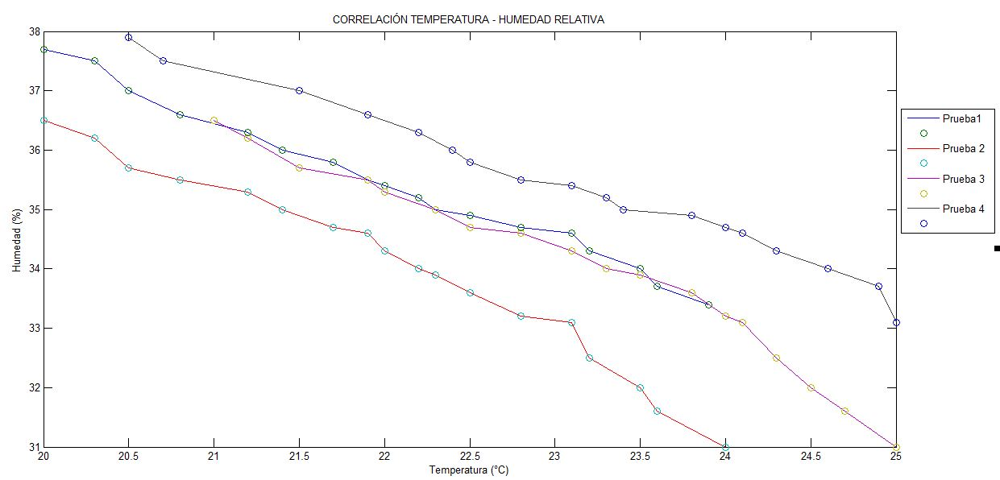 CORRELACIÓN TEMPERATURA - HUMEDAD RELATIVA
38
37
36
35
34
33
32
31
Humedad (%)
20 20.5 21 21.5 22 22.5 23 23.5 24 24.5 25
Temperatura (°C)
Prueba1
Prueba 2
Prueba 3
Prueba 4